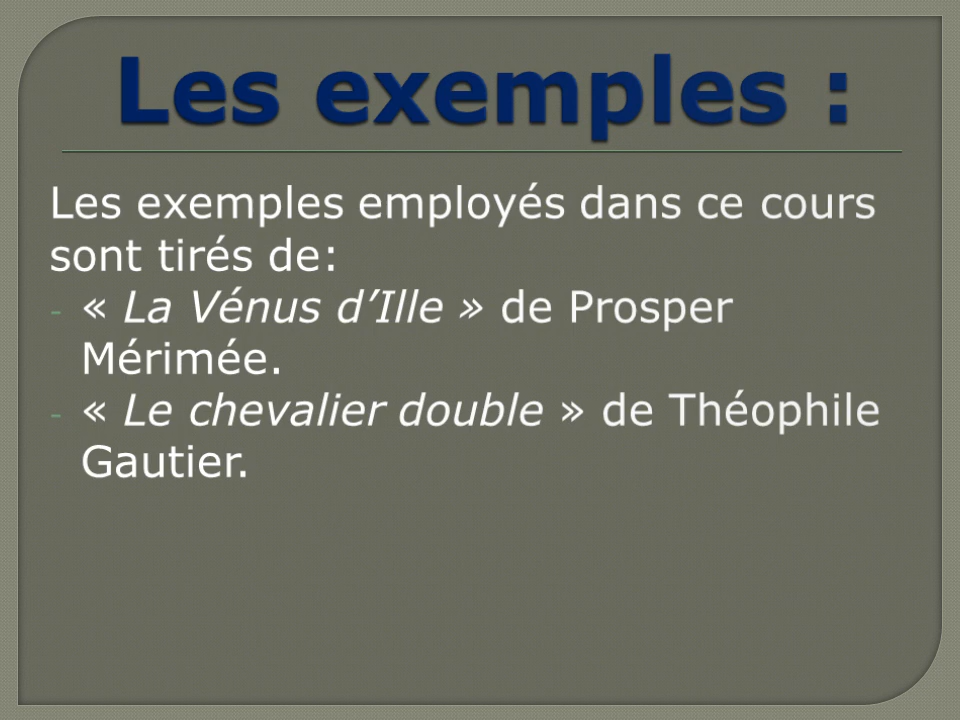 Les exemples :
Les exemples employés dans ce cours
sont tirés de:
- « La Vénus d’Ille » de Prosper
Mérimée.
- « Le chevalier double » de Théophile
Gautier.